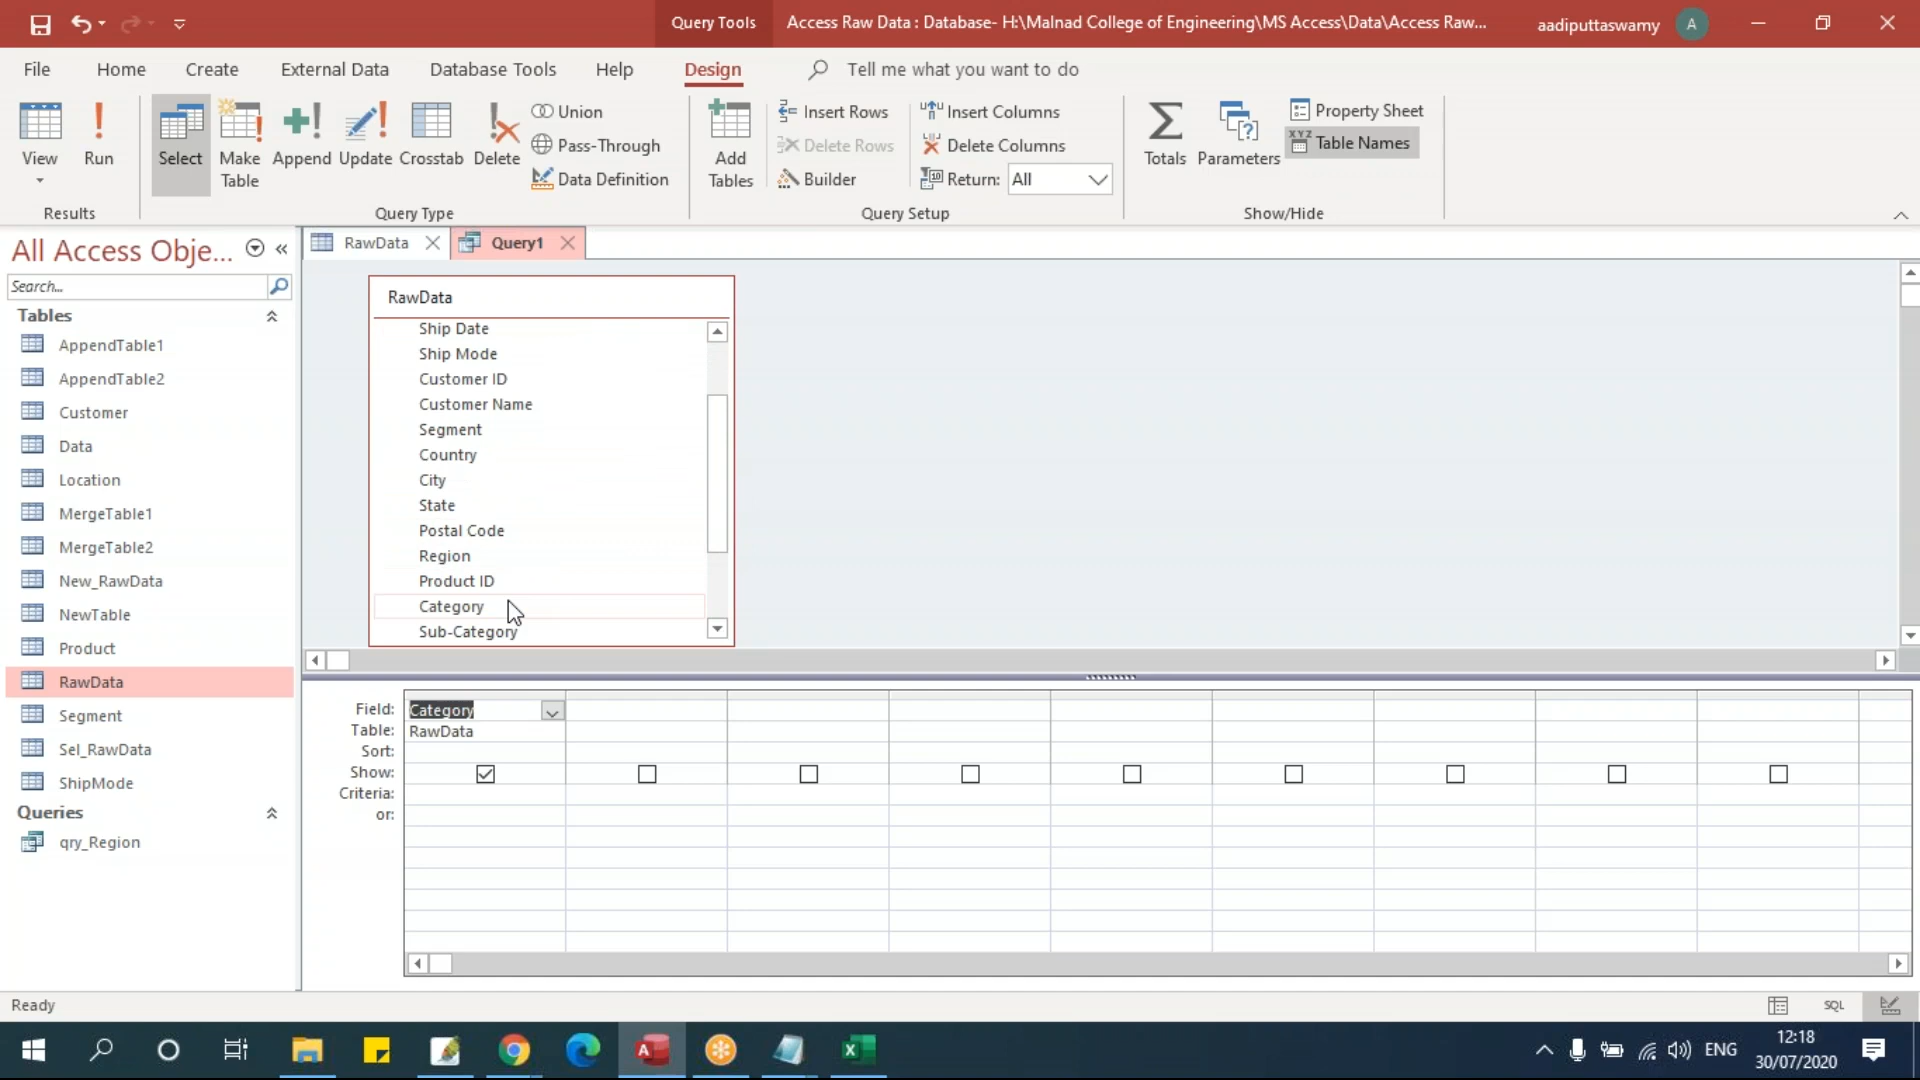 Query Tools
Access Raw Data : Database- H:\Malnad College of Engineering\MS Access\Data\Access Raw...
aadiputtaswamy
A
File
Home
Create
External Data
Database Tools
Help
Design
Tell me what you want to do
View
Run
Select
Make Table
Append
Update
Crosstab
Delete
Union
Pass-Through
Data Definition
Add Tables
Insert Rows
Delete Rows
Builder
Insert Columns
Delete Columns
Return: All
Totals
Parameters
Property Sheet
XYZ
Table Names
Results
Query Type
Query Setup
Show/Hide
All Access Obje...
«
RawData
Query1
Search...
Tables
AppendTable1
AppendTable2
Customer
Data
Location
MergeTable1
MergeTable2
New_RawData
NewTable
Product
RawData
Segment
Sel_RawData
ShipMode
Queries
qry_Region
RawData
Ship Date
Ship Mode
Customer ID
Customer Name
Segment
Country
City
State
Postal Code
Region
Product ID
Category
Sub-Category
Field: Category
Table: RawData
Sort:
Show:
Criteria:
or:
Ready
SQL
ENG
12:18
30/07/2020